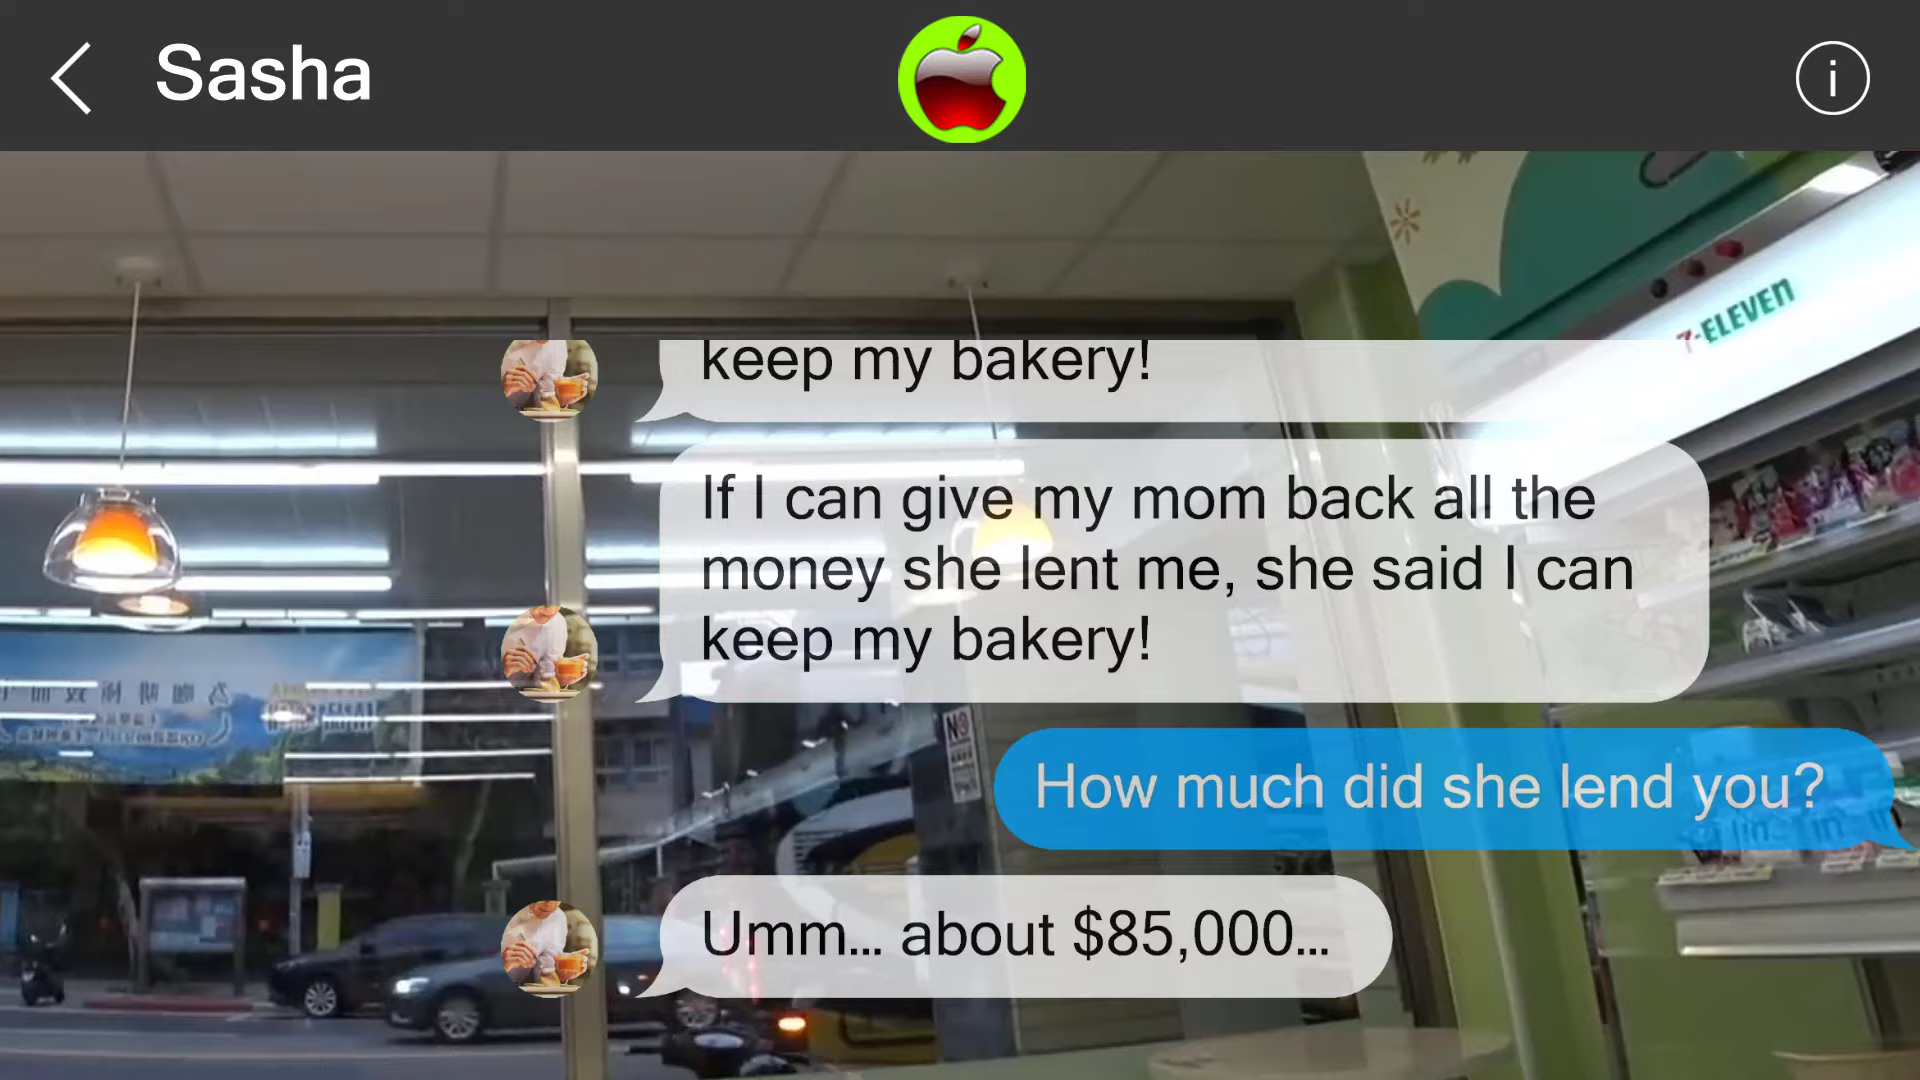 Sasha
i
7-ELEVEN
keep my bakery!
If I can give my mom back all the
money she lent me, she said I can
keep my bakery!
NO
How much did she lend you?
Umm... about $85,000...